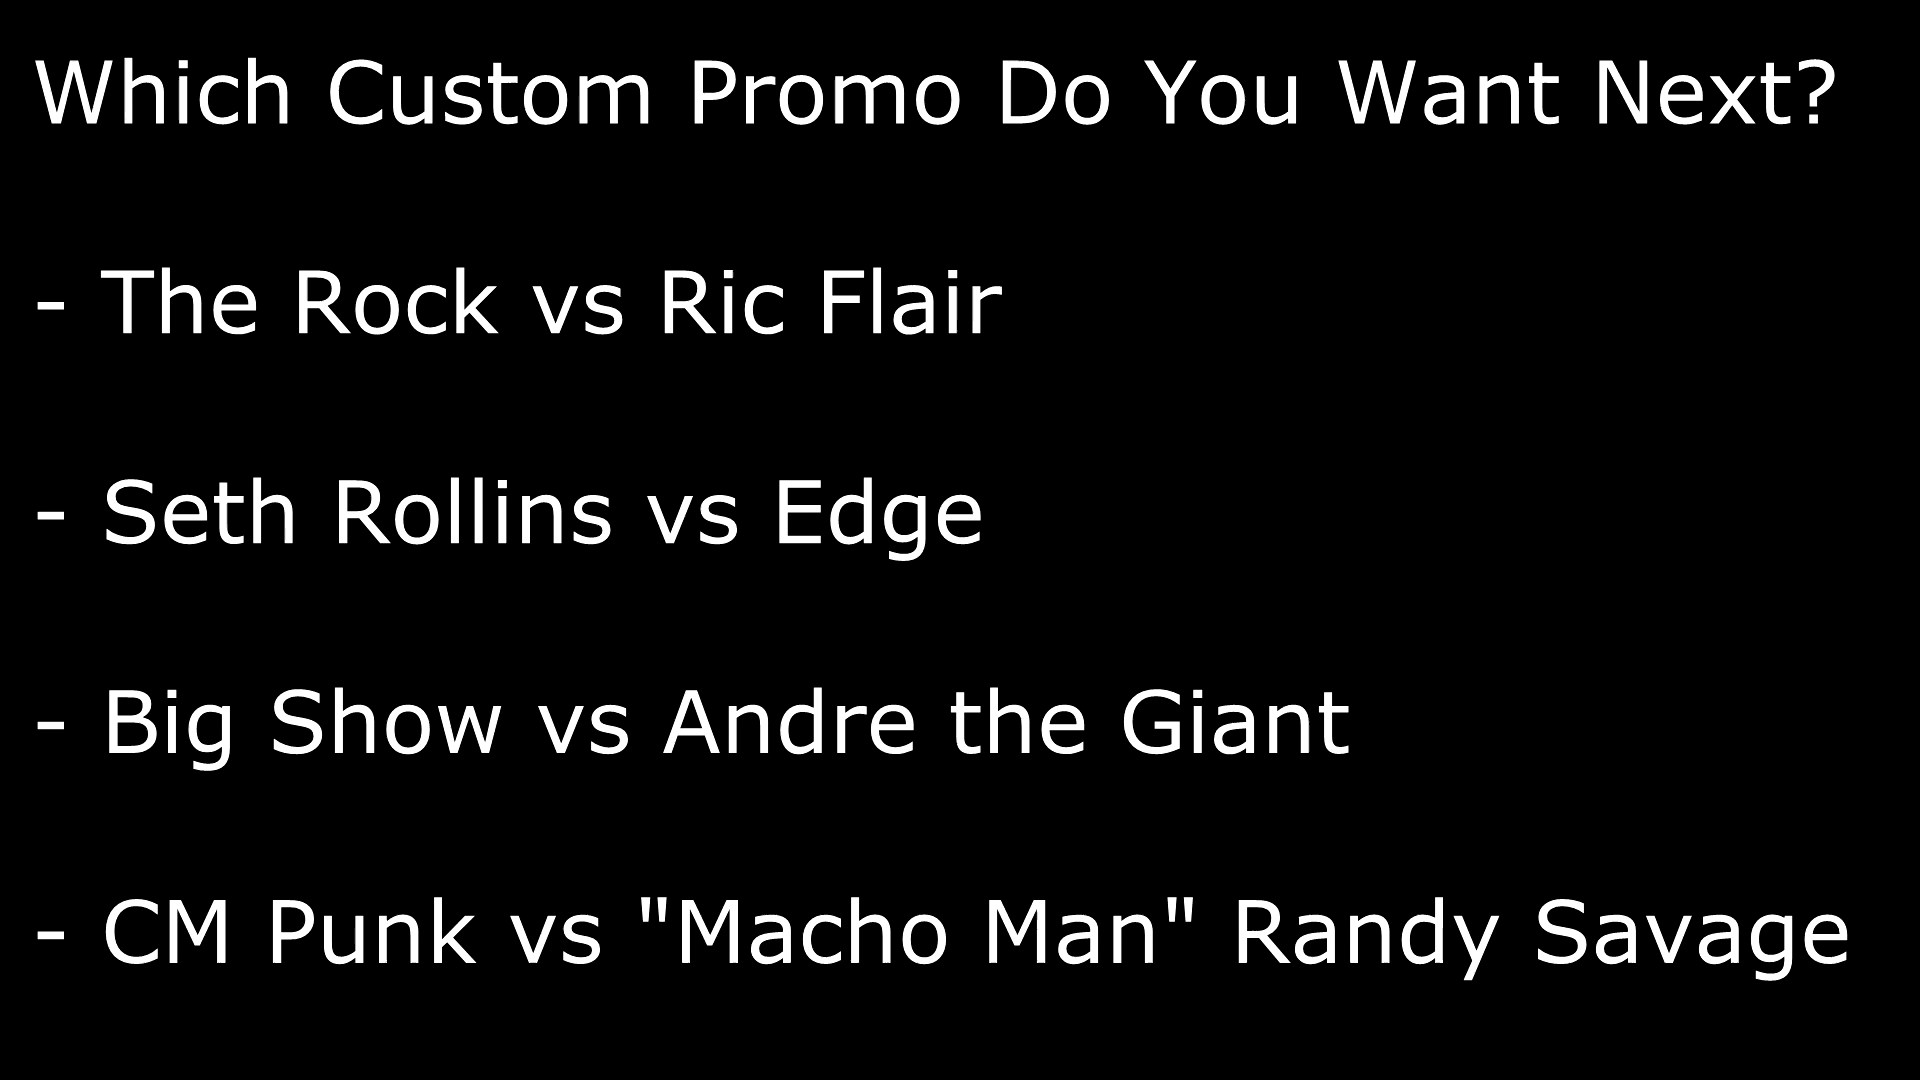 Which Custom Promo Do You Want Next?
- The Rock vs Ric Flair
- Seth Rollins vs Edge
- Big Show vs Andre the Giant
- CM Punk vs "Macho Man" Randy Savage